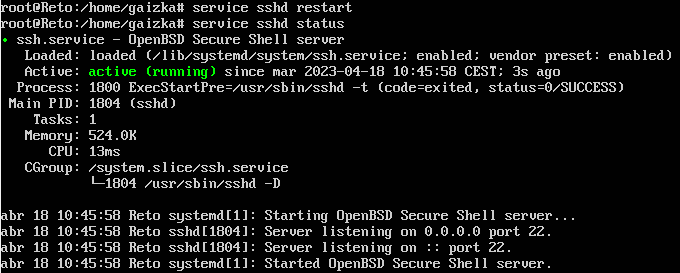 root@Reto:/home/gaizka# service sshd restart
root@Reto:/home/gaizka# service sshd status
• ssh.service - OpenBSD Secure Shell server
Loaded: loaded (/lib/systemd/system/ssh.service; enabled; vendor preset: enabled)
Active: active (running) since mar 2023-04-18 10:45:58 CEST; 3s ago
Process: 1800 ExecStartPre=/usr/sbin/sshd -t (code=exited, status=0/SUCCESS)
Main PID: 1804 (sshd)
Tasks: 1
Memory: 524.0K
CPU: 13ms
CGroup: /system.slice/ssh.service
└─1804 /usr/sbin/sshd -D
abr 18 10:45:58 Reto systemd[1]: Starting OpenBSD Secure Shell server...
abr 18 10:45:58 Reto sshd[1804]: Server listening on 0.0.0.0 port 22.
abr 18 10:45:58 Reto sshd[1804]: Server listening on :: port 22.
abr 18 10:45:58 Reto systemd[1]: Started OpenBSD Secure Shell server.